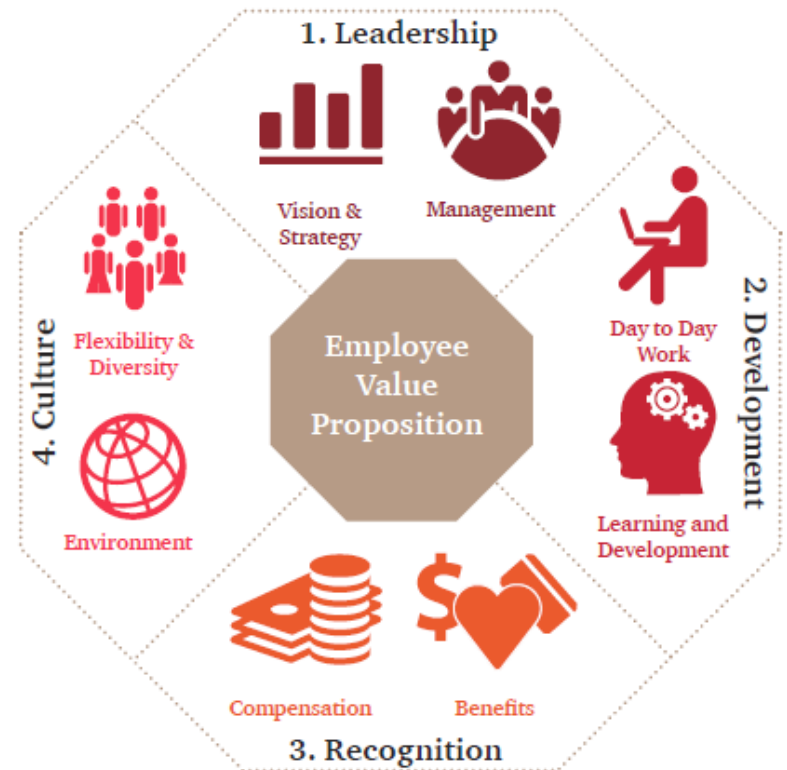 1. Leadership
Vision &
Strategy
Management
2. Development
Day to Day
Work
Learning and
Development
Employee
Value
Proposition
4. Culture
Flexibility &
Diversity
Environment
Compensation
Benefits
3. Recognition